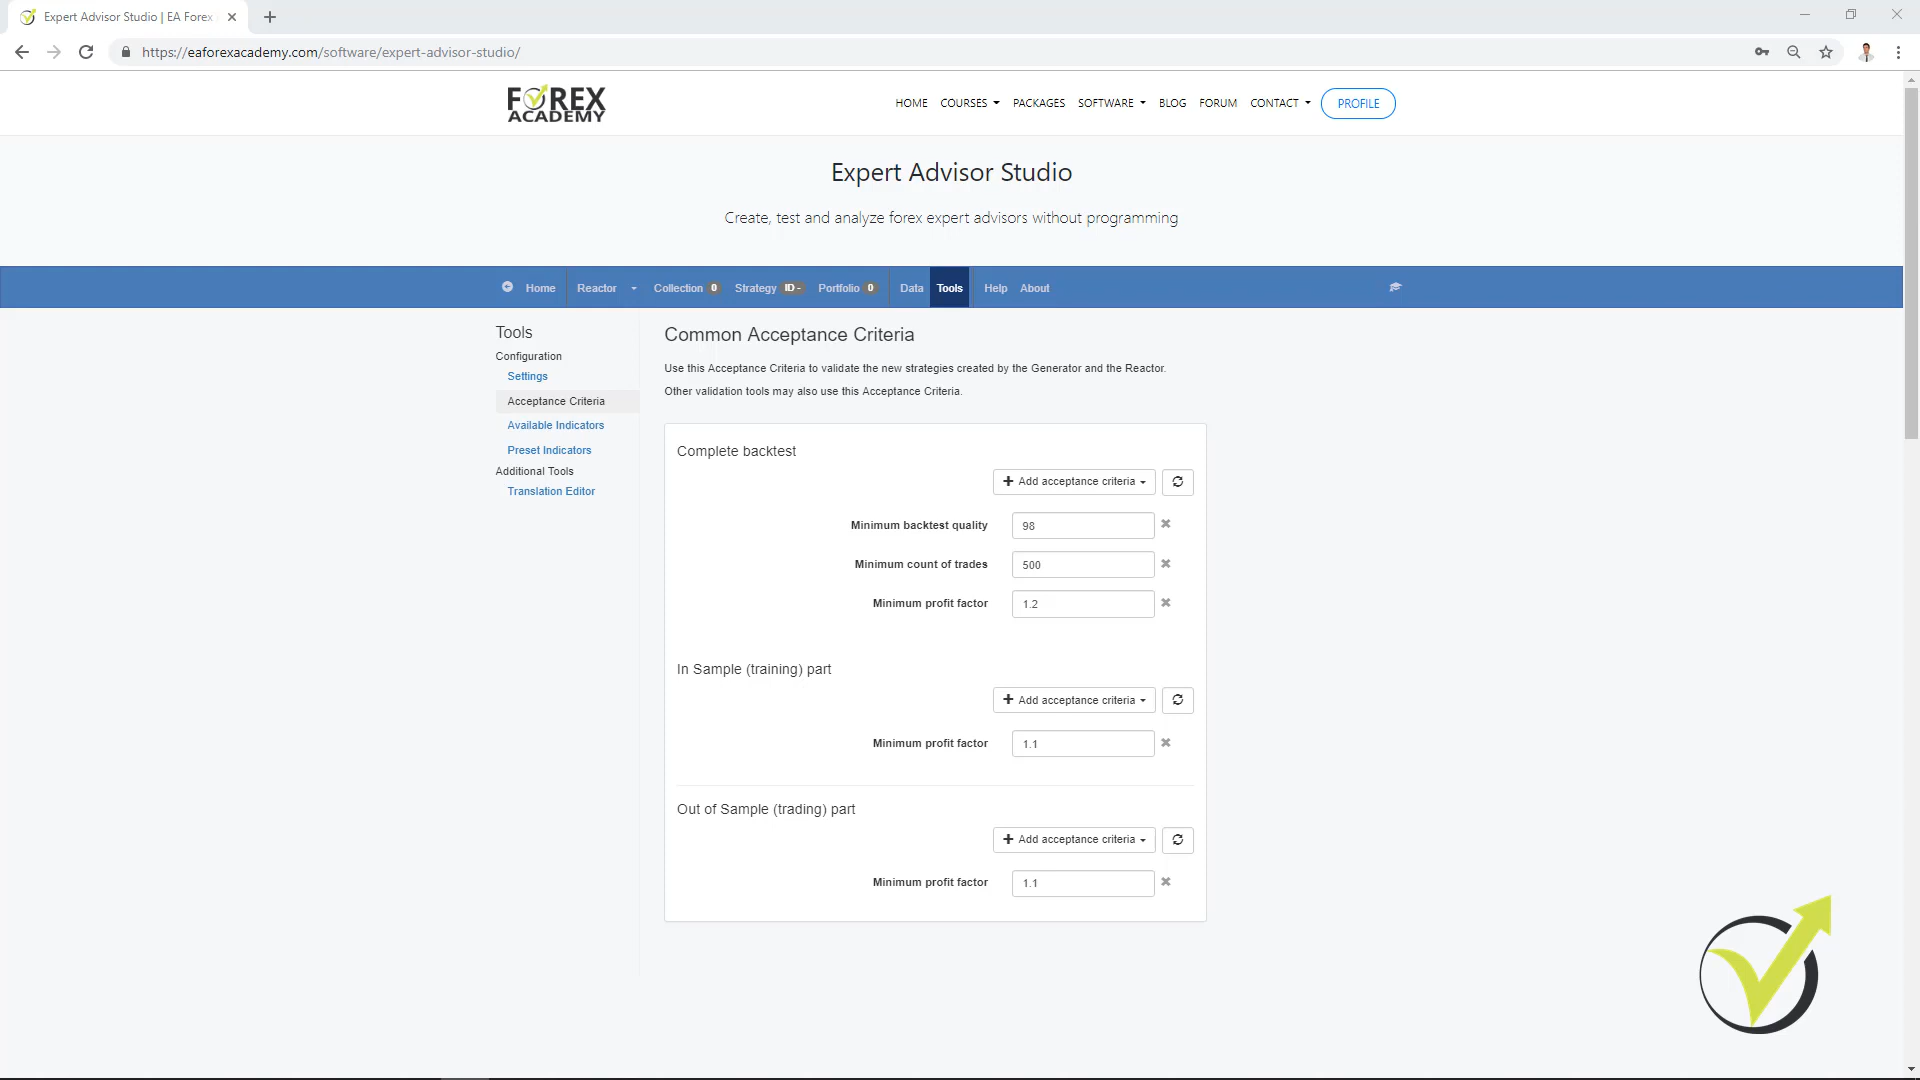 Expert Advisor Studio | EA Forex
https://eaforexacademy.com/software/expert-advisor-studio/
FOREX
ACADEMY
HOME COURSES PACKAGES SOFTWARE BLOG FORUM CONTACT PROFILE
Expert Advisor Studio
Create, test and analyze forex expert advisors without programming
Home Reactor Collection 0 Strategy ID - Portfolio 0 Data Tools Help About
Tools
Configuration
Settings
Acceptance Criteria
Available Indicators
Preset Indicators
Additional Tools
Translation Editor
Common Acceptance Criteria
Use this Acceptance Criteria to validate the new strategies created by the Generator and the Reactor.
Other validation tools may also use this Acceptance Criteria.
Complete backtest
Add acceptance criteria
Minimum backtest quality 98
Minimum count of trades 500
Minimum profit factor 1.2
In Sample (training) part
Add acceptance criteria
Minimum profit factor 1.1
Out of Sample (trading) part
Add acceptance criteria
Minimum profit factor 1.1